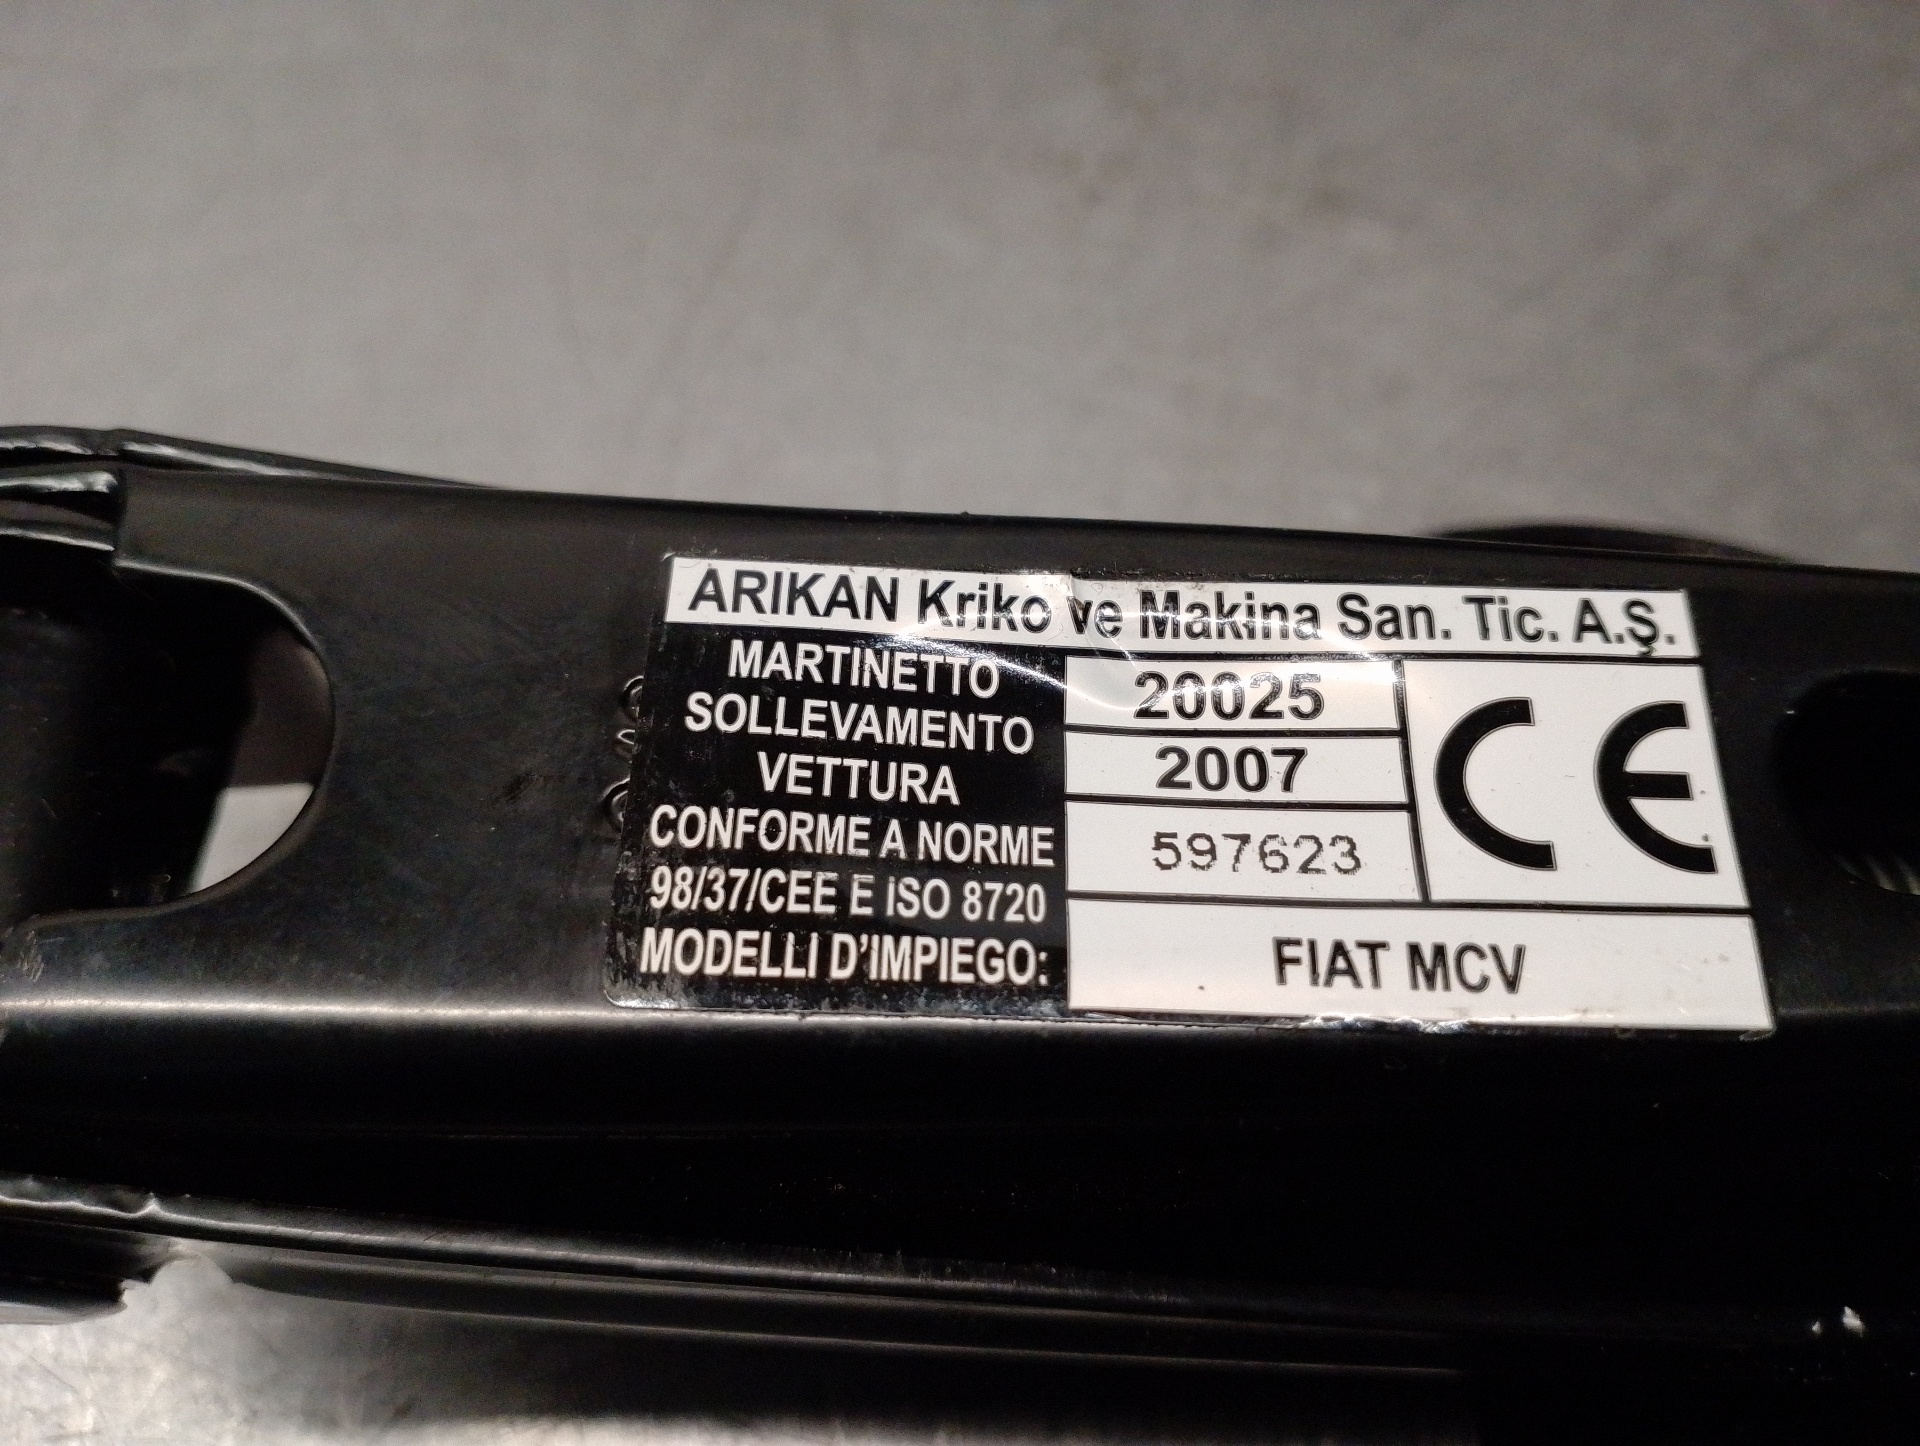 ARIKAN Kriko ve Makina San. Tic. A.Ş.
MARTINETTO
SOLLEVAMENTO
VETTURA
CONFORME A NORME
98/37/CEE E ISO 8720
MODELLI D'IMPIEGO:
20025
2007
597623
CE
FIAT MCV